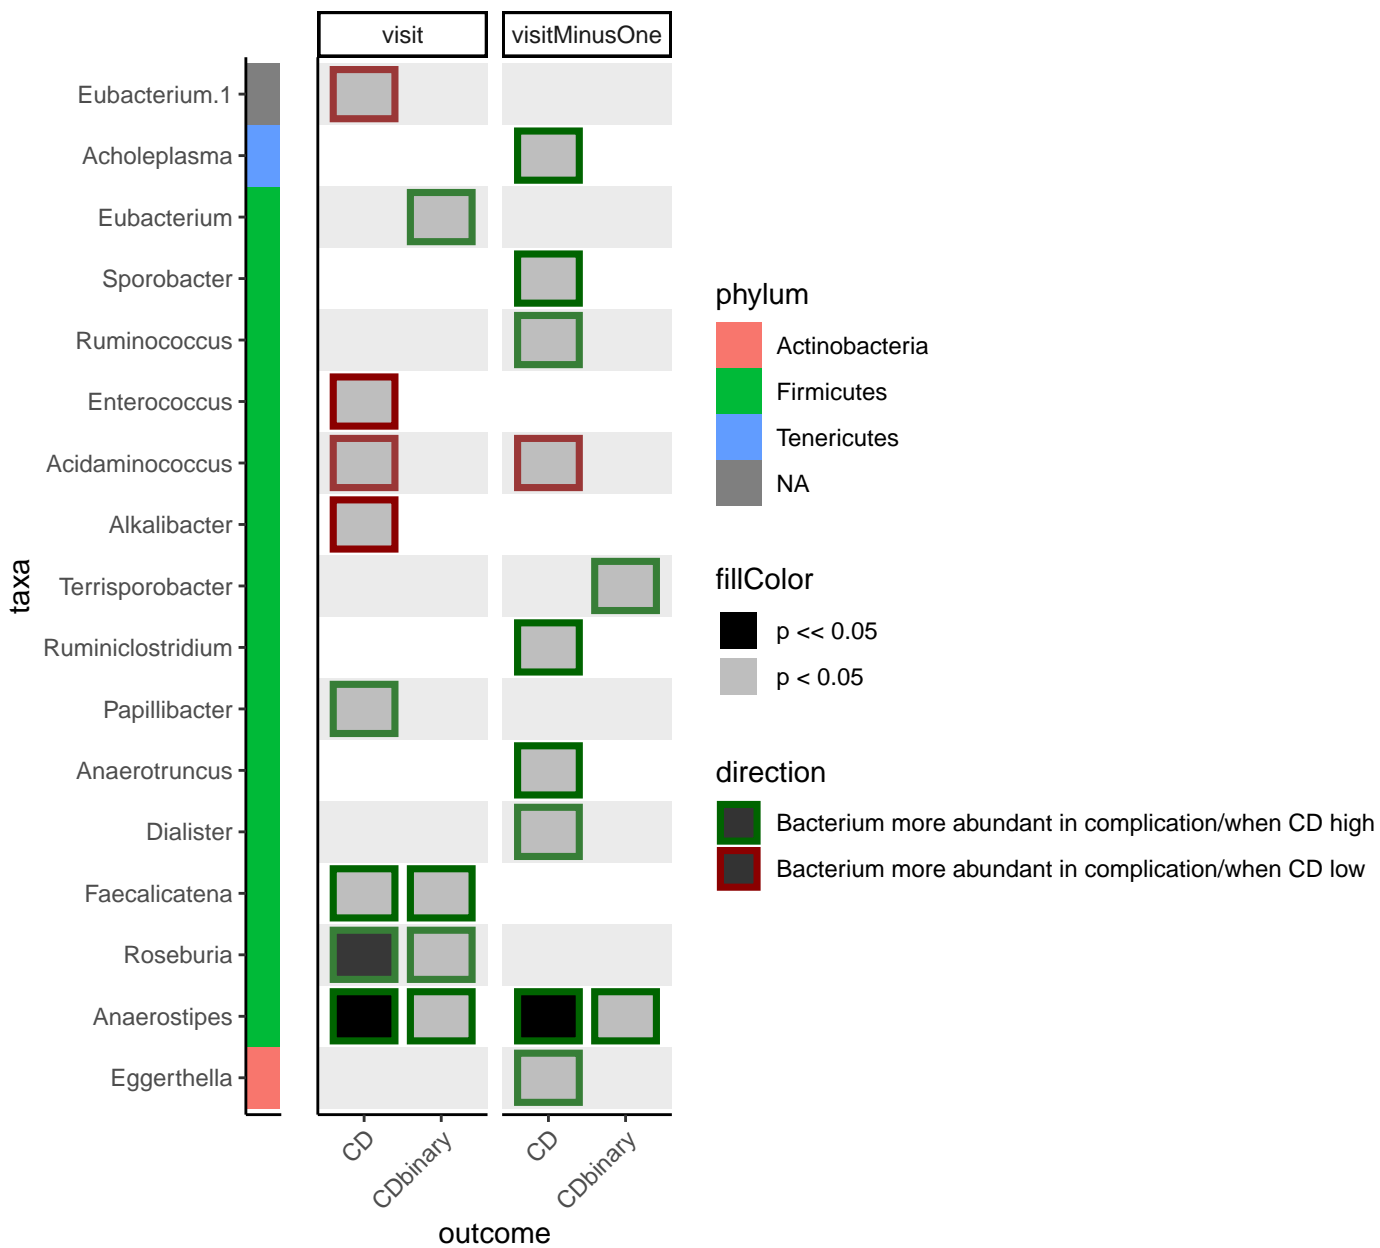 visit
visitMinusOne
Eubacterium.1
Acholeplasma
Eubacterium
Sporobacter
Ruminococcus
Enterococcus
Acidaminococcus
Alkalibacter
Terrisporobacter
Ruminiclostridium
Papillibacter
Anaerotruncus
Dialister
Faecalicatena
Roseburia
Anaerostipes
Eggerthella
taxa
CD
CDbinary
CD
CDbinary
outcome
phylum
Actinobacteria
Firmicutes
Tenericutes
NA
fillColor
p << 0.05
p < 0.05
direction
Bacterium more abundant in complication/when CD high
Bacterium more abundant in complication/when CD low